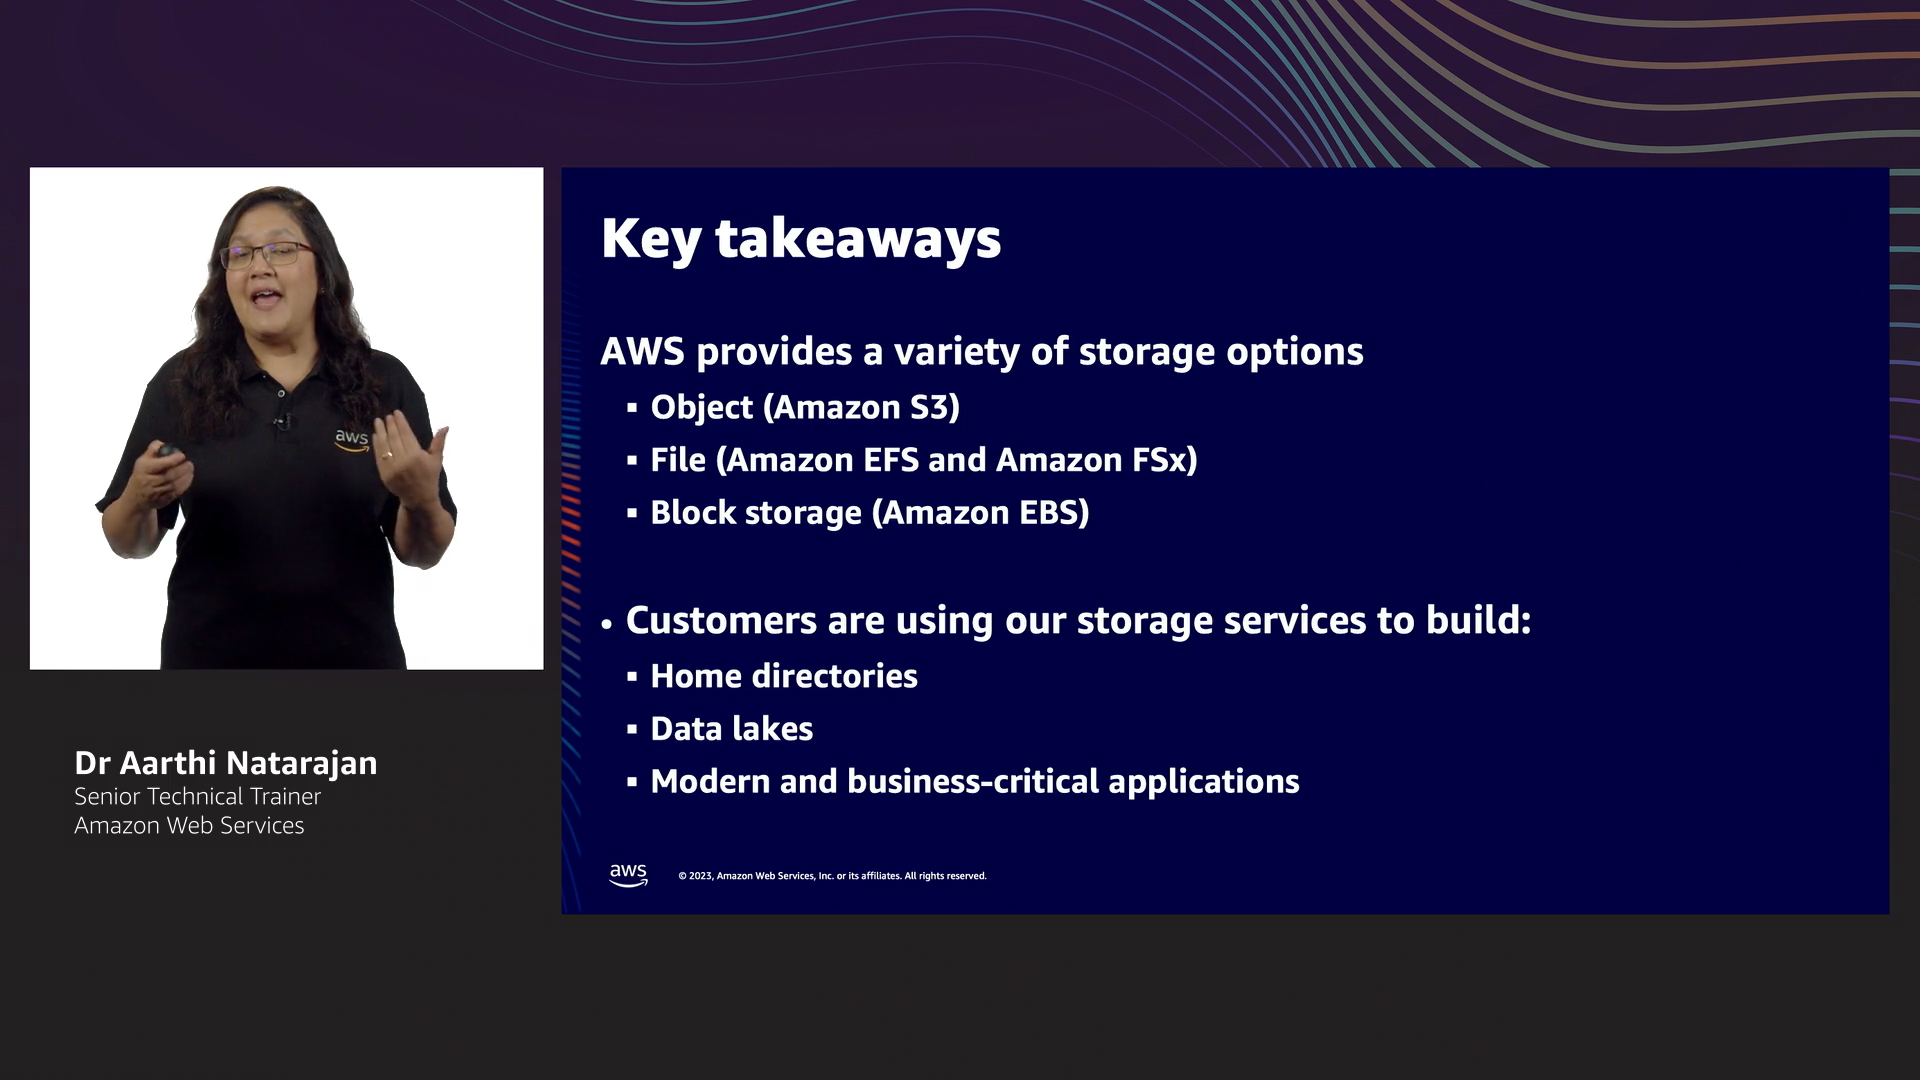 Key takeaways
AWS provides a variety of storage options
▪ Object (Amazon S3)
▪ File (Amazon EFS and Amazon FSx)
▪ Block storage (Amazon EBS)
• Customers are using our storage services to build:
▪ Home directories
▪ Data lakes
▪ Modern and business-critical applications
aws
© 2023, Amazon Web Services, Inc. or its affiliates. All rights reserved.
aws
Dr Aarthi Natarajan
Senior Technical Trainer
Amazon Web Services